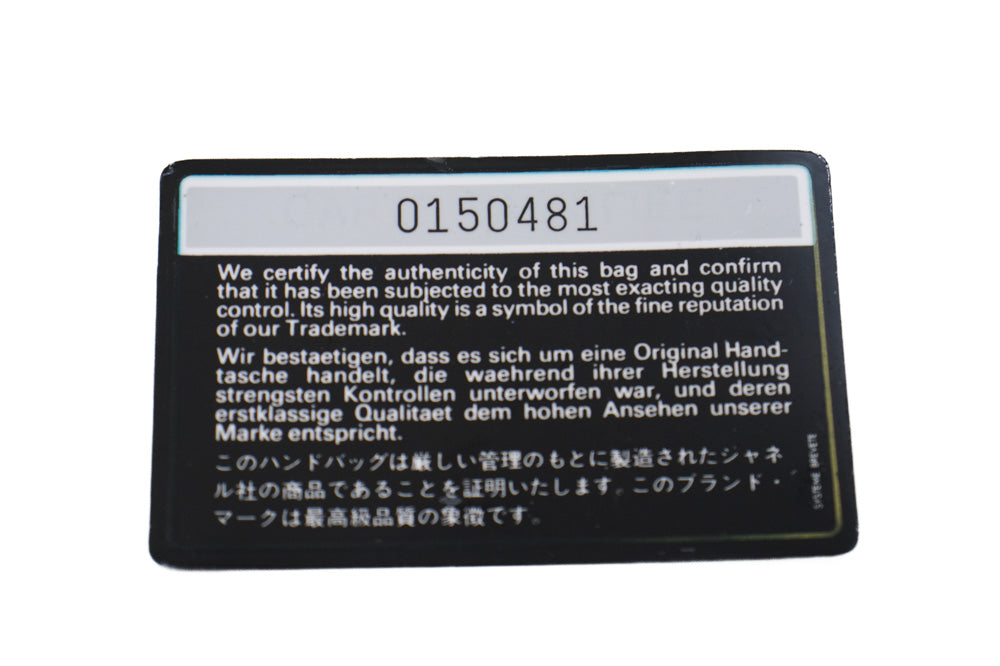 0150481
We certify the authenticity of this bag and confirm
that it has been subjected to the most exacting quality
control. Its high quality is a symbol of the fine reputation
of our Trademark.
Wir bestaetigen, dass es sich um eine Original Hand-
tasche handelt, die waehrend ihrer Herstellung
strengsten Kontrollen unterworfen war, und deren
erstklassige Qualitaet dem hohen Ansehen unserer
Marke entspricht.
このハンドバッグは厳しい管理のもとに製造されたシャネ
ル社の商品であることを証明いたします。このブランド・
マークは最高級品質の象徴です。
SYSTEME BREVETE